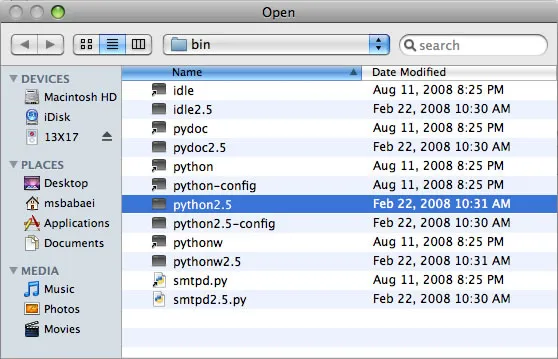 Open
bin
search
Name Date Modified
DEVICES
Macintosh HD
iDisk
13X17
PLACES
Desktop
msbabaei
Applications
Documents
MEDIA
Music
Photos
Movies
idle Aug 11, 2008 8:25 PM
idle2.5 Feb 22, 2008 10:30 AM
pydoc Aug 11, 2008 8:25 PM
pydoc2.5 Feb 22, 2008 10:30 AM
python Aug 11, 2008 8:25 PM
python-config Aug 11, 2008 8:25 PM
python2.5 Feb 22, 2008 10:31 AM
python2.5-config Feb 22, 2008 10:30 AM
pythonw Aug 11, 2008 8:25 PM
pythonw2.5 Feb 22, 2008 10:31 AM
smtpd.py Aug 11, 2008 8:25 PM
smtpd2.5.py Feb 22, 2008 10:30 AM